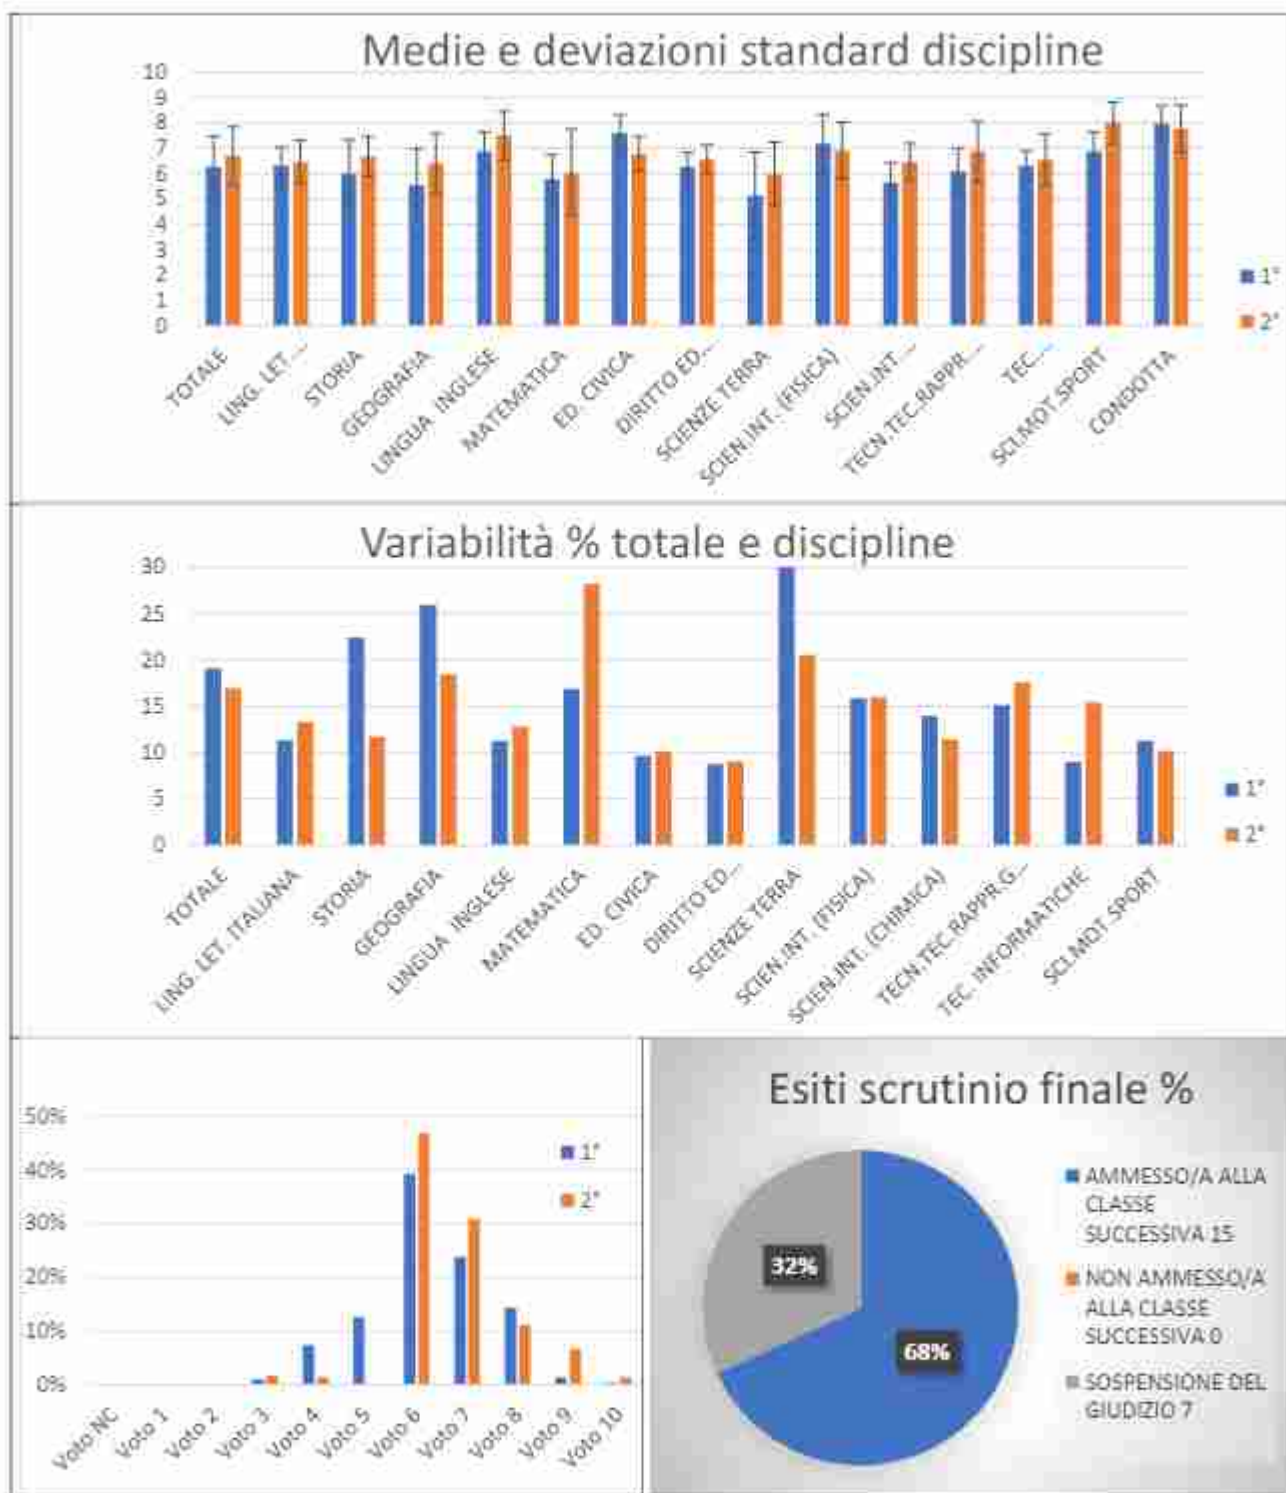 Medie e deviazioni standard discipline
10
9
8
7
6
5
4
3
2
1
0
1°
2°
TOTALE
LING. LET....
STORIA
GEOGRAFIA
LINGUA INGLESE
MATEMATICA
ED. CIVICA
DIRITTO ED....
SCIENZE TERRA
SCIEN.INT. (FISICA)
SCIEN.INT....
TECN.TEC.RAPPR....
TEC....
SCI.MOT.SPORT
CONDOTTA
Variabilità % totale e discipline
30
25
20
15
10
5
0
1°
2°
TOTALE
LING. LET. ITALIANA
STORIA
GEOGRAFIA
LINGUA INGLESE
MATEMATICA
ED. CIVICA
DIRITTO ED....
SCIENZE TERRA
SCIEN.INT. (FISICA)
SCIEN.INT. (CHIMICA)
TECN.TEC.RAPPR.G...
TEC. INFORMATICHE
SCI.MOT.SPORT
50%
40%
30%
20%
10%
0%
1°
2°
Voto NC
Voto 1
Voto 2
Voto 3
Voto 4
Voto 5
Voto 6
Voto 7
Voto 8
Voto 9
Voto 10
Esiti scrutinio finale %
32%
68%
AMMESSO/A ALLA
CLASSE
SUCCESSIVA 15
NON AMMESSO/A
ALLA CLASSE
SUCCESSIVA 0
SOSPENSIONE DEL
GIUDIZIO 7